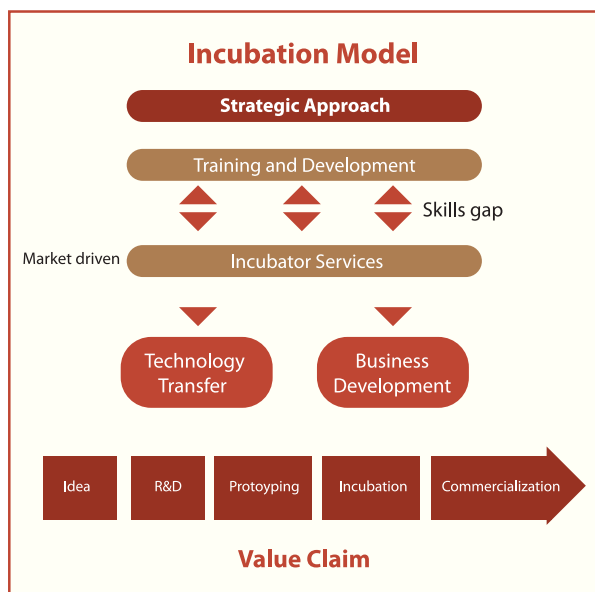 Incubation Model
Strategic Approach
Training and Development
Skills gap
Market driven
Incubator Services
Technology
Transfer
Business
Development
Idea
R&D
Protoyping
Incubation
Commercialization
Value Claim